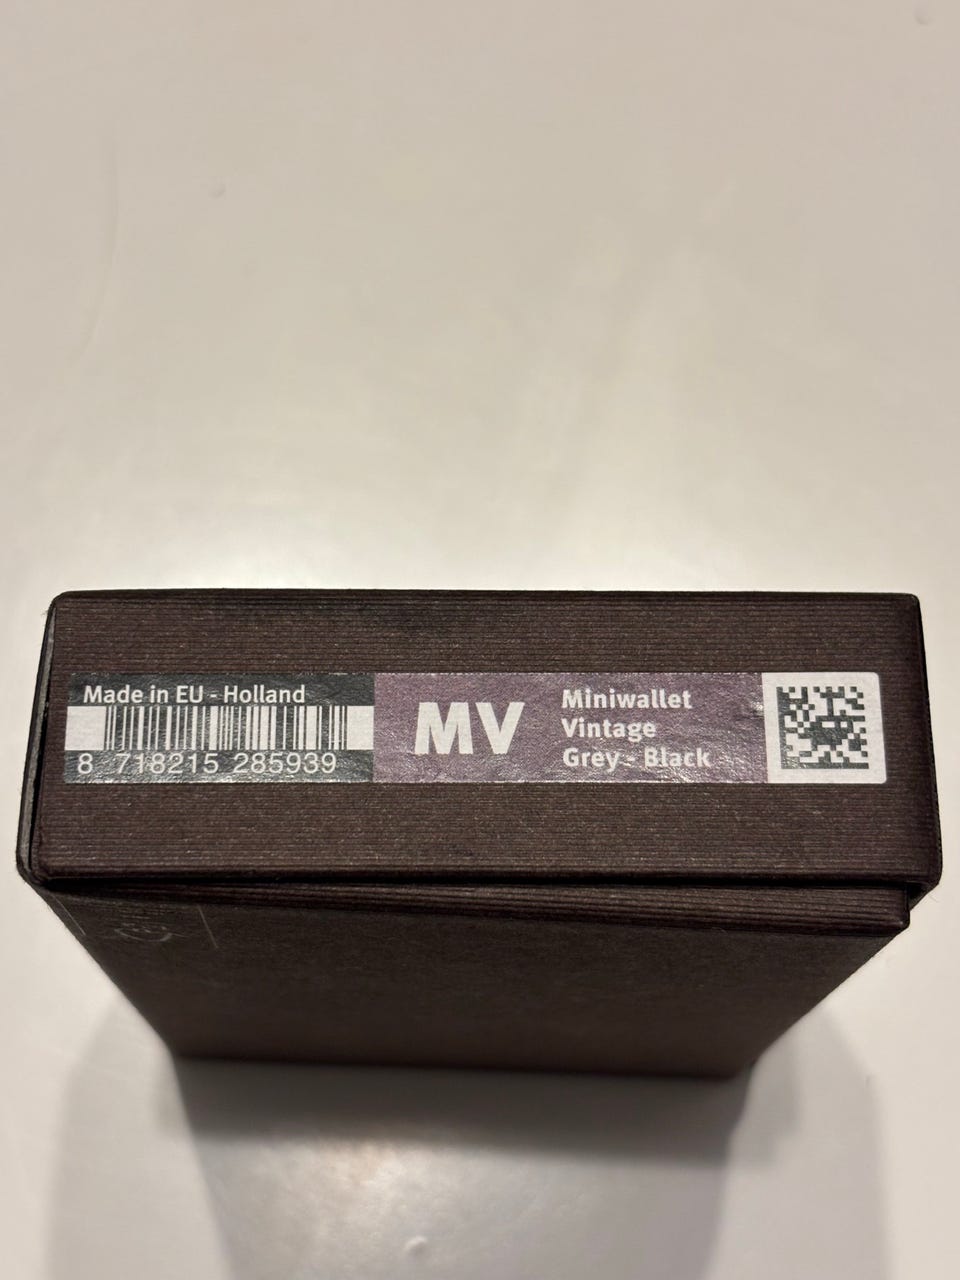 Made in EU - Holland
8 718215 285939
MV
Miniwallet
Vintage
Grey - Black